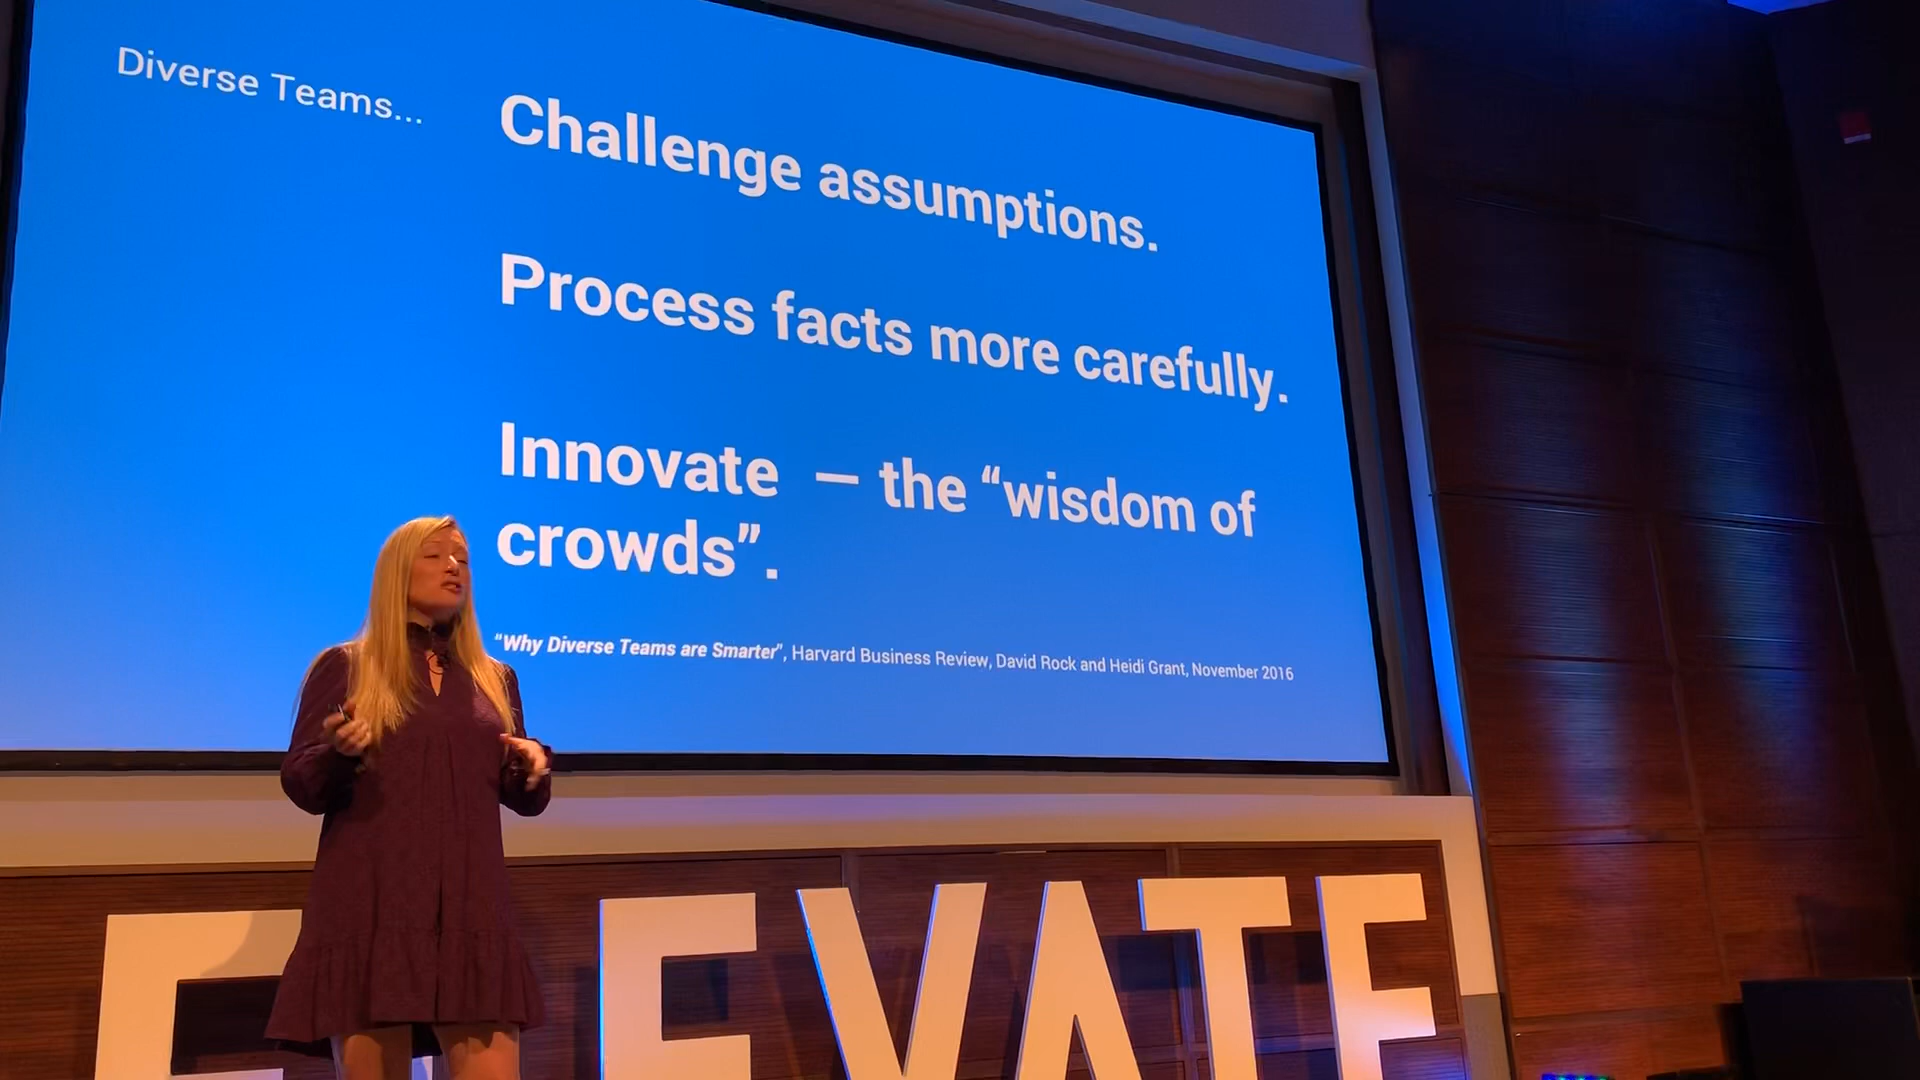 Diverse Teams...
Challenge assumptions.
Process facts more carefully.
Innovate – the “wisdom of
crowds”.
“Why Diverse Teams are Smarter”, Harvard Business Review, David Rock and Heidi Grant, November 2016
ELEVATE